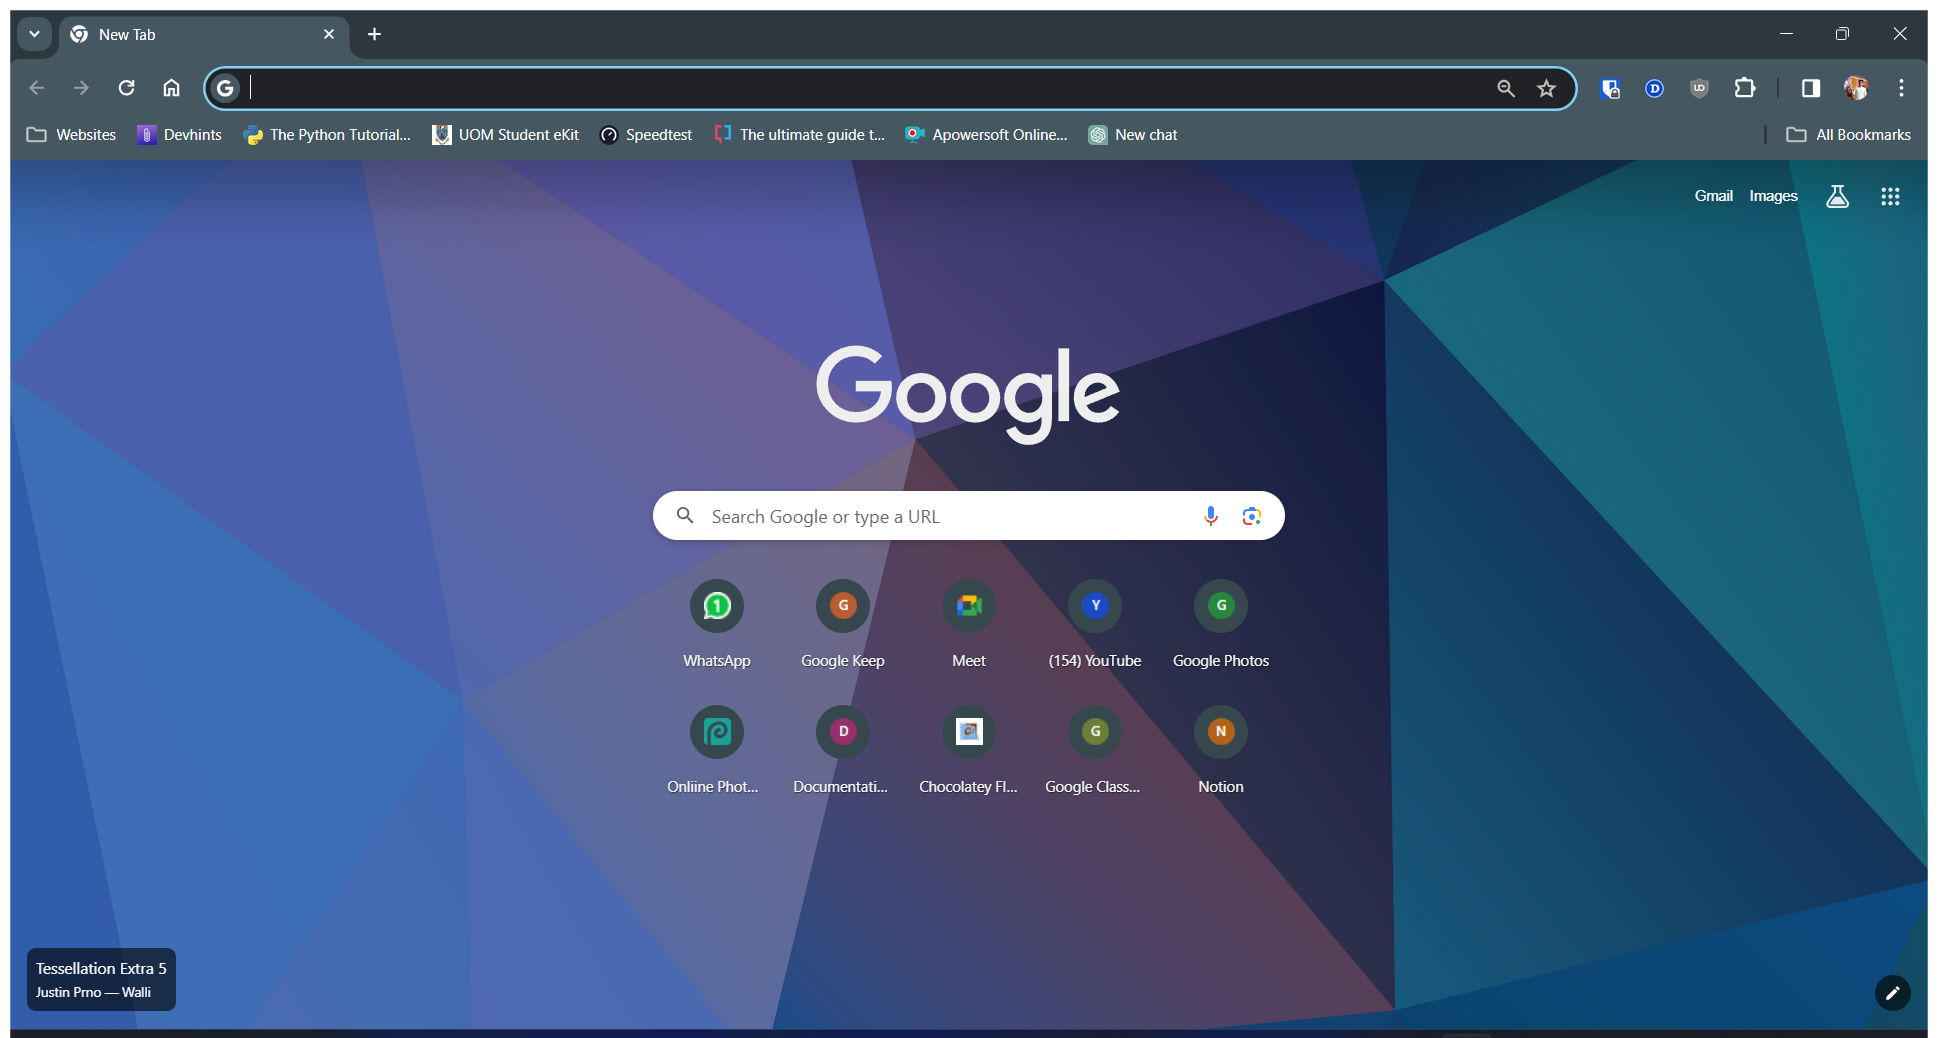 New Tab
Websites Devhints The Python Tutorial... UOM Student eKit Speedtest The ultimate guide t... Apowersoft Online... New chat All Bookmarks
Gmail Images
Google
Search Google or type a URL
WhatsApp Google Keep Meet (154) YouTube Google Photos
Onliine Phot... Documentati... Chocolatey Fl... Google Class... Notion
Tessellation Extra 5
Justin Prno — Walli